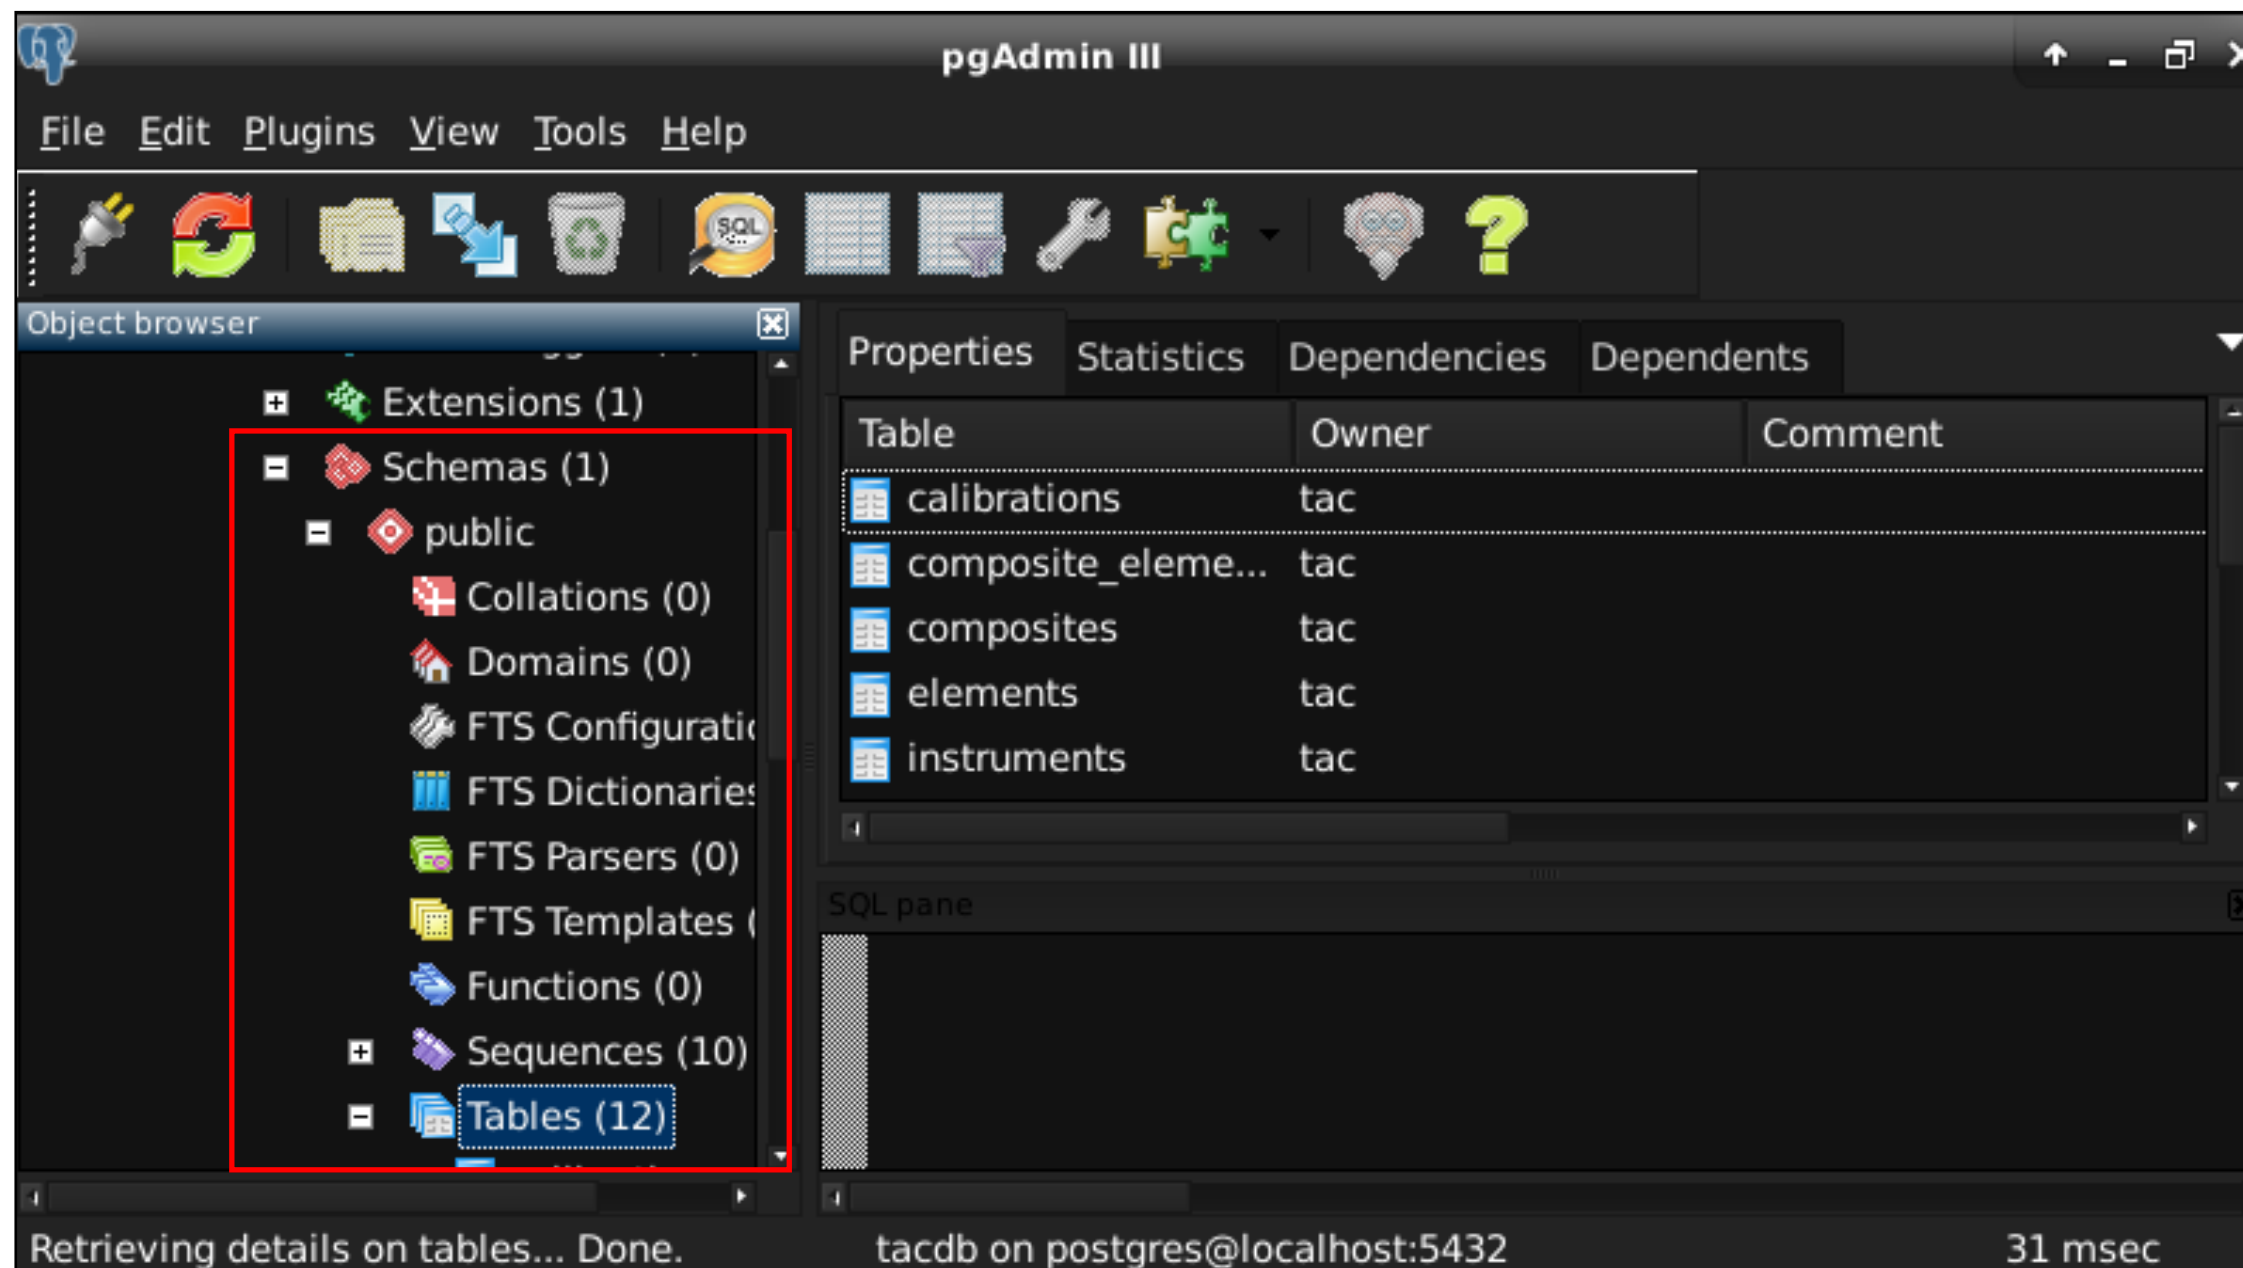 pgAdmin III
File Edit Plugins View Tools Help
SQL
Object browser
Extensions (1)
Schemas (1)
public
Collations (0)
Domains (0)
FTS Configuratic
FTS Dictionaries
FTS Parsers (0)
FTS Templates (
Functions (0)
Sequences (10)
Tables (12)
Properties Statistics Dependencies Dependents
Table Owner Comment
calibrations tac
composite_eleme... tac
composites tac
elements tac
instruments tac
SQL pane
Retrieving details on tables... Done. tacdb on postgres@localhost:5432 31 msec